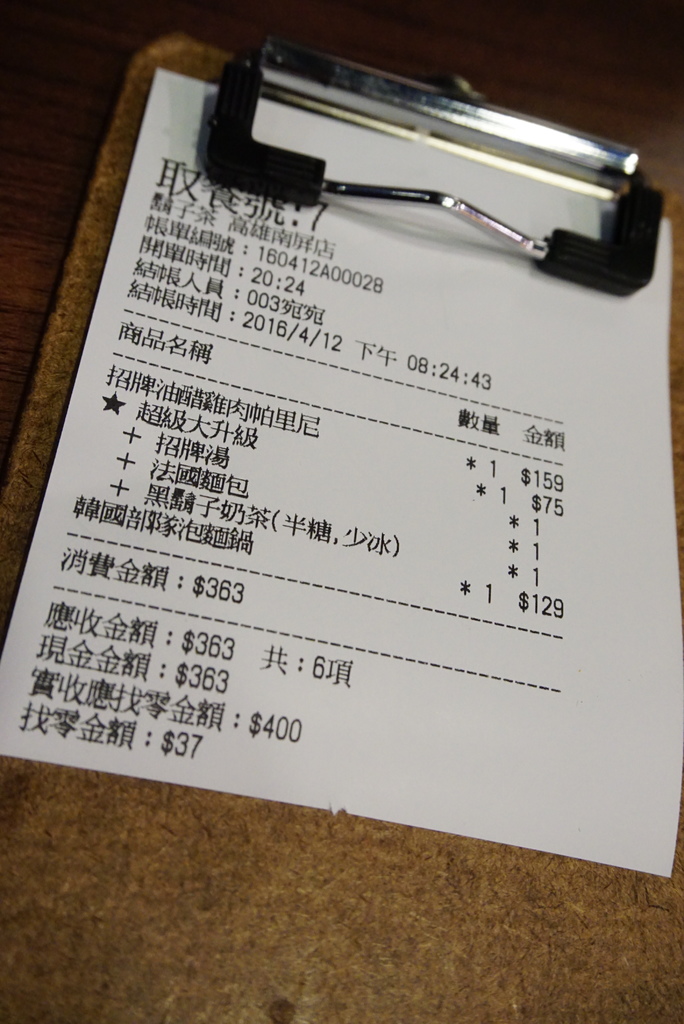 取餐號:7
鬍子茶 高雄南屏店
帳單編號：160412A00028
開單時間：20:24
結帳人員：003宛宛
結帳時間：2016/4/12 下午 08:24:43
商品名稱 數量 金額
招牌油醋雞肉帕里尼 * 1 $159
★ 超級大升級 * 1 $75
+ 招牌湯 * 1
+ 法國麵包 * 1
+ 黑鬍子奶茶(半糖,少冰) * 1
韓國部隊泡麵鍋 * 1 $129
消費金額：$363
應收金額：$363 共：6項
現金金額：$363
實收應找零金額：$400
找零金額：$37